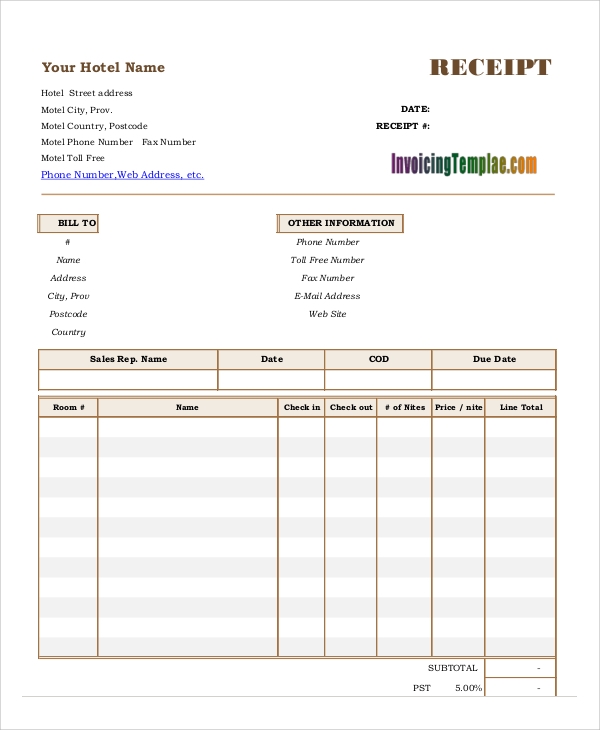 Your Hotel Name
RECEIPT
Hotel Street address
Motel City, Prov.
DATE:
Motel Country, Postcode
RECEIPT #:
Motel Phone Number Fax Number
Motel Toll Free
InvoicingTemplae.com
Phone Number,Web Address, etc.
BILL TO
OTHER INFORMATION
#
Phone Number
Name
Toll Free Number
Address
Fax Number
City, Prov
E-Mail Address
Postcode
Web Site
Country
Sales Rep. Name Date COD Due Date
Room # Name Check in Check out # of Nites Price / nite Line Total
SUBTOTAL -
PST 5.00% -